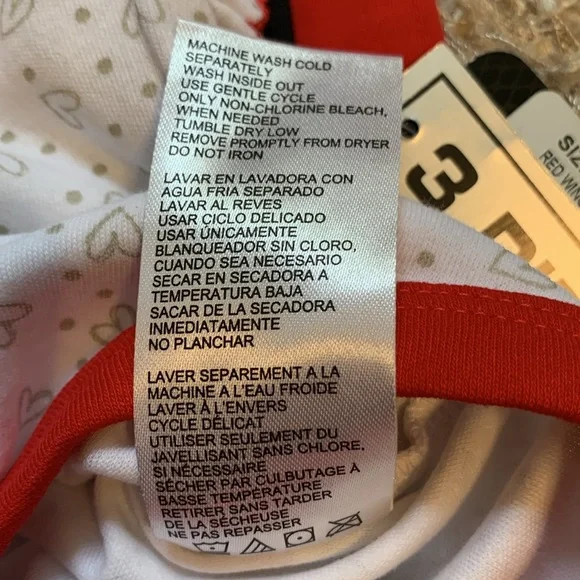 MACHINE WASH COLD
SEPARATELY
WASH INSIDE OUT
USE GENTLE CYCLE
ONLY NON-CHLORINE BLEACH,
WHEN NEEDED
TUMBLE DRY LOW
REMOVE PROMPTLY FROM DRYER
DO NOT IRON
LAVAR EN LAVADORA CON
AGUA FRIA SEPARADO
LAVAR AL REVES
USAR CICLO DELICADO
USAR ÚNICAMENTE
BLANQUEADOR SIN CLORO,
CUANDO SEA NECESARIO
SECAR EN SECADORA A
TEMPERATURA BAJA
SACAR DE LA SECADORA
INMEDIATAMENTE
NO PLANCHAR
LAVER SEPAREMENT A LA
MACHINE A L'EAU FROIDE
LAVER À L'ENVERS
CYCLE DÉLICAT
UTILISER SEULEMENT DU
JAVELLISANT SANS CHLORE,
SI NÉCESSAIRE
SÉCHER PAR CULBUTAGE À
BASSE TEMPÉRATURE
RETIRER SANS TARDER
DE LA SÉCHEUSE
NE PAS REPASSER
3
RED